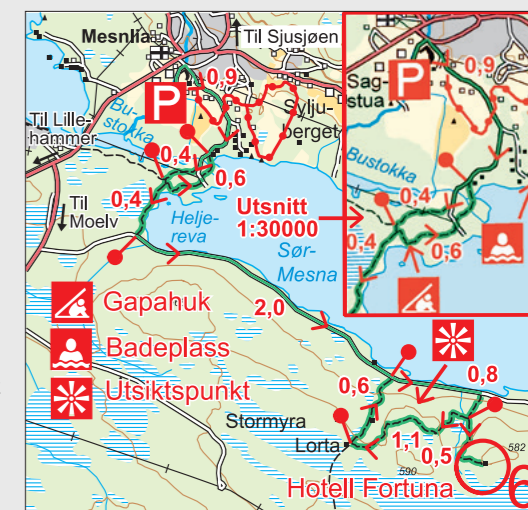 Mesnlia
Til Sjusjøen
0,9
P
Bu-
stokka
Sylju-
berget
Til Lille-
hammer
0,4
0,6
0,4
Til
Moelv
Helje-
reva
Utsnitt
1:30000
Sør-
Mesna
P
0,9
Sag-
stua
Bustokka
0,4
0,4
0,6
Gapahuk
Badeplass
Utsiktspunkt
2,0
0,6
0,8
Stormyra
Lorta
1,1
0,5
582
590
Hotell Fortuna
6